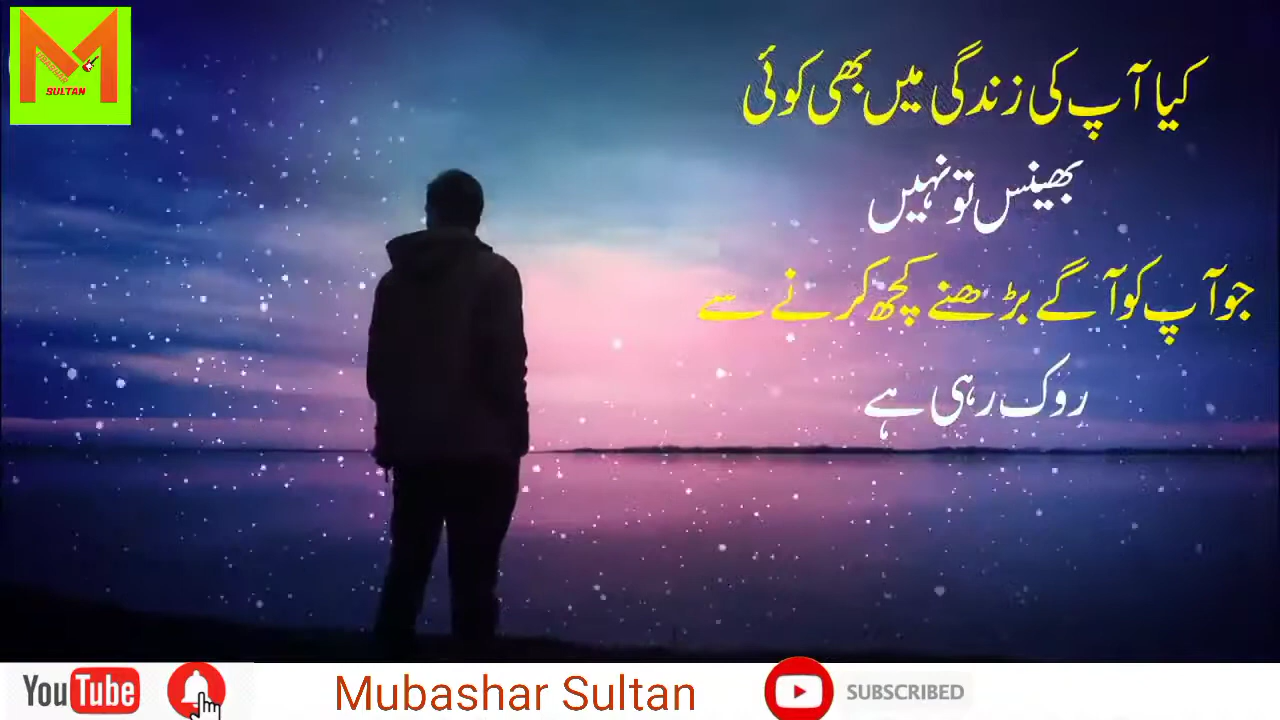 MUBASHAR
SULTAN
کیا آپ کی زندگی میں بھی کوئی
بھینس تو نہیں
جو آپ کو آگے بڑھنے کچھ کرنے سے
روک رہی ہے
YouTube
Mubashar Sultan
SUBSCRIBED